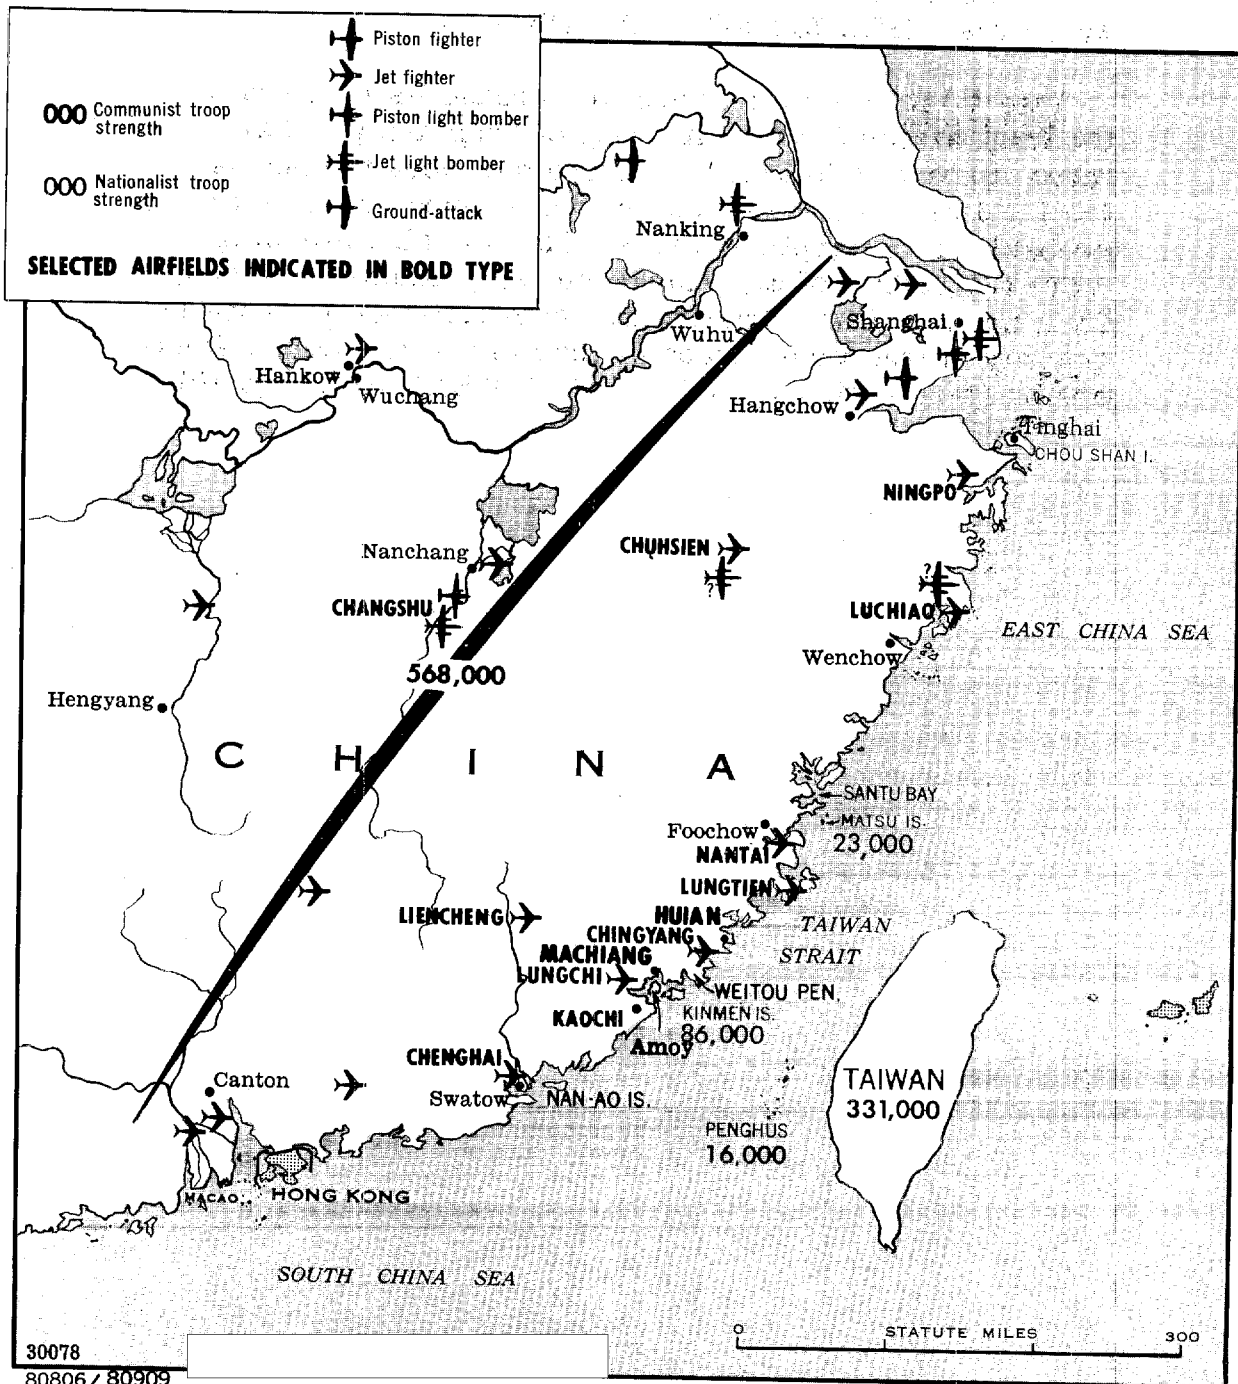 Piston fighter
Jet fighter
000 Communist troop
strength
Piston light bomber
Jet light bomber
000 Nationalist troop
strength
Ground-attack
SELECTED AIRFIELDS INDICATED IN BOLD TYPE
Nanking
Shanghai
Wuhu
Hankow
Wuchang
Hangchow
Tinghai
CHOU SHAN I.
NINGPO
Nanchang
CHUHSIEN
?
?
CHANGSHU
LUCHIAO
EAST CHINA SEA
Wenchow
568,000
Hengyang
CHINA
SANTU BAY
MATSU IS.
23,000
Foochow
NANTAI
LUNGTIEN
LIENCHENG
HUIAN
TAIWAN
STRAIT
CHINGYANG
MACHIANG
LUNGCHI
WEITOU PEN.
KINMEN IS.
86,000
KAOCHI
Amoy
CHENGHAI
Canton
Swatow
NAN-AO IS.
TAIWAN
331,000
PENGHUS
16,000
MACAO
HONG KONG
SOUTH CHINA SEA
0 STATUTE MILES 300
30078
80806/80909